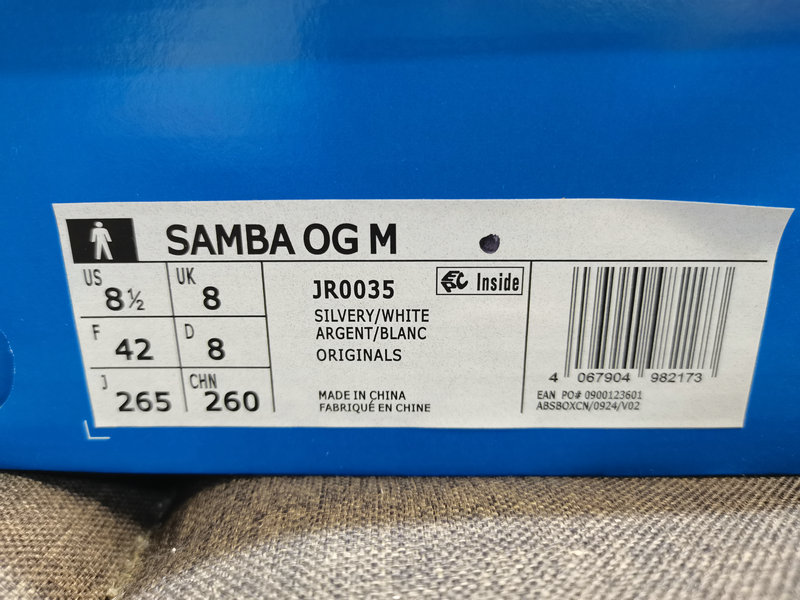 SAMBA OG M
US 8½ UK 8
F 42 D 8
J 265 CHN 260
JR0035
EPC Inside
SILVERY/WHITE
ARGENT/BLANC
ORIGINALS
MADE IN CHINA
FABRIQUÉ EN CHINE
4 067904 982173
EAN PO# 0900123601
ABSBOXCN/0924/V02